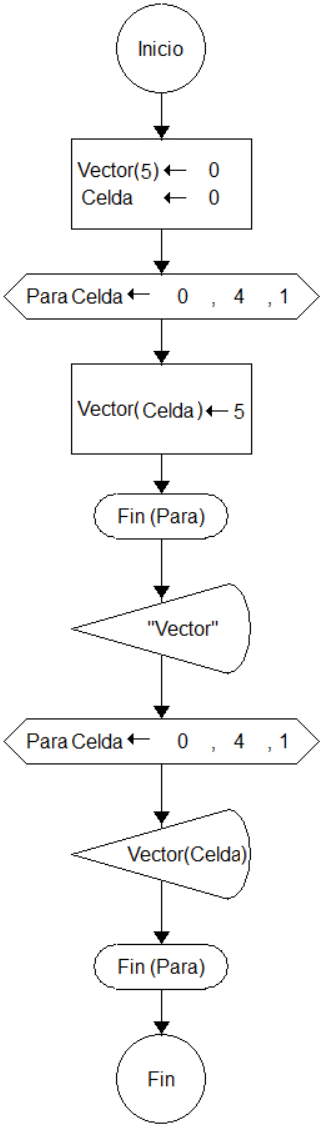 Inicio
Vector(5) ← 0
Celda ← 0
Para Celda ← 0 , 4 , 1
Vector( Celda ) ← 5
Fin (Para)
"Vector"
Para Celda ← 0 , 4 , 1
Vector(Celda)
Fin (Para)
Fin